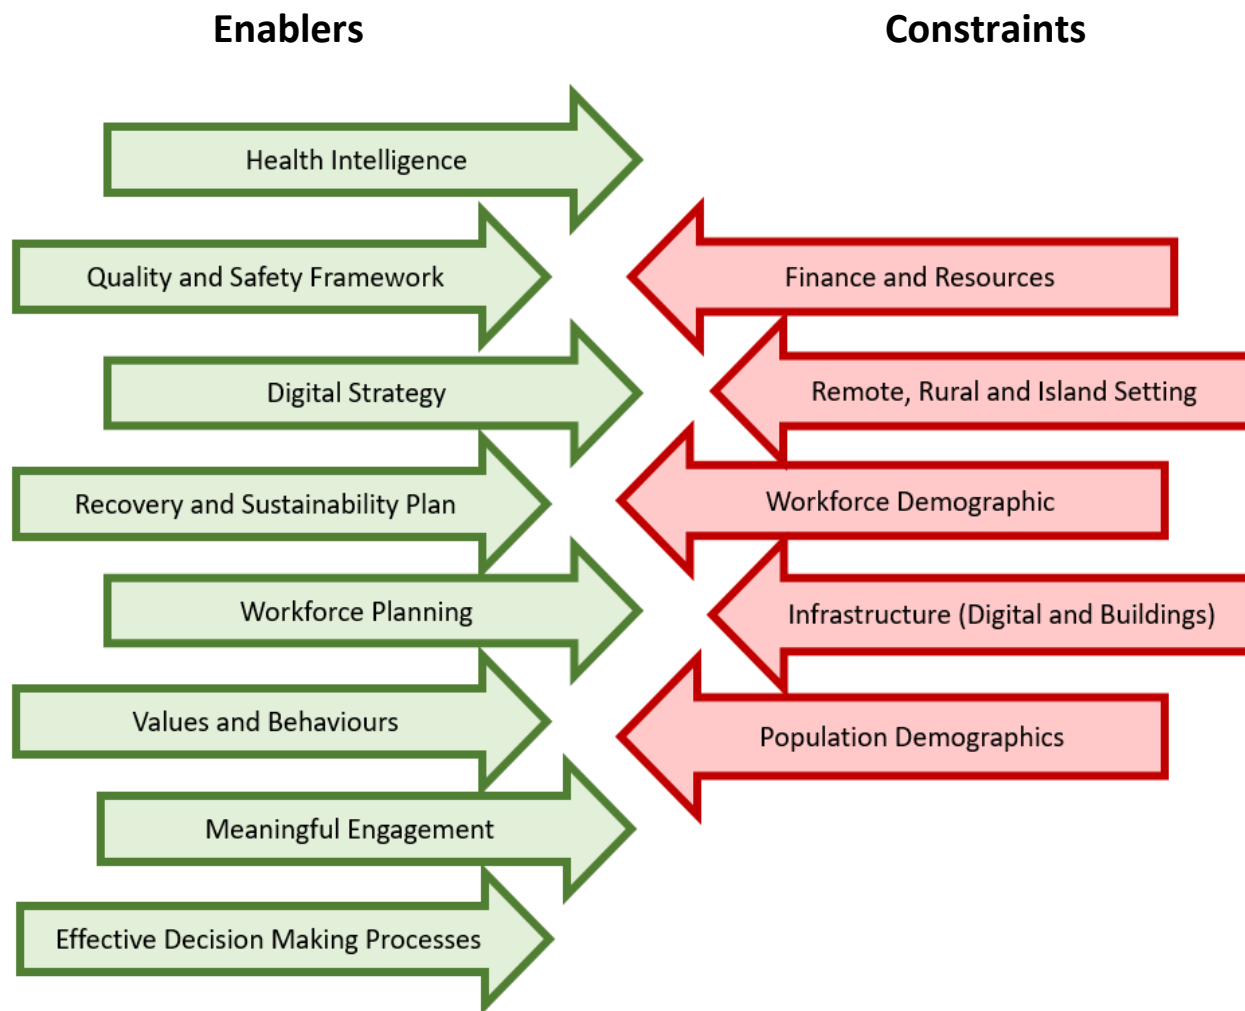 Enablers
Constraints
Health Intelligence
Quality and Safety Framework
Finance and Resources
Digital Strategy
Remote, Rural and Island Setting
Recovery and Sustainability Plan
Workforce Demographic
Workforce Planning
Infrastructure (Digital and Buildings)
Values and Behaviours
Population Demographics
Meaningful Engagement
Effective Decision Making Processes